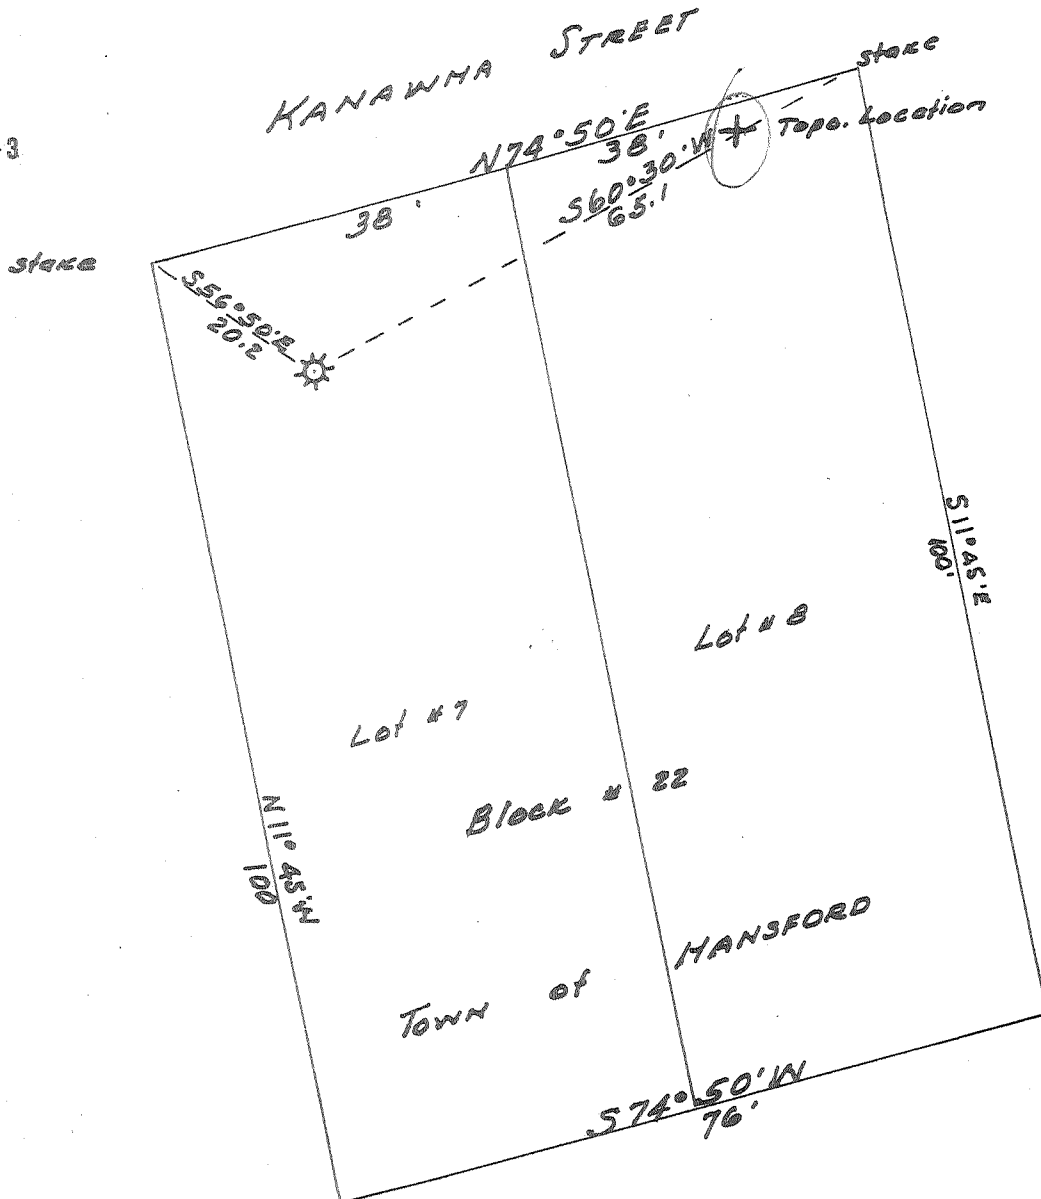 KANAWHA STREET
stake
3
N74°50'E
38'
Topo. Location
S60°30'W
65.1
38'
stake
S56°50'E
20.2
S11°45'E
100'
Lot # 8
Lot # 7
Block # 22
N11°45'W
100
HANSFORD
Town of
S74°50'W
76'